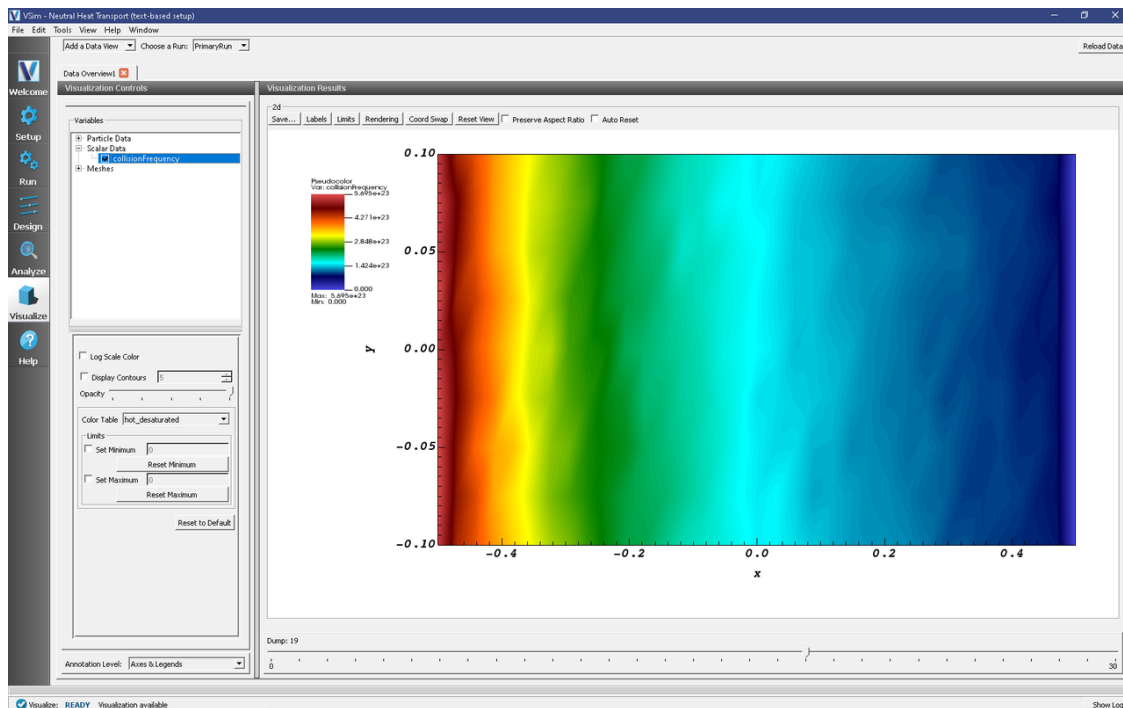 VSim - Neutral Heat Transport (text-based setup)
File Edit Tools View Help Window
Add a Data View Choose a Run: PrimaryRun Reload Data
Data Overview1
Welcome
Setup
Run
Design
Analyze
Visualize
Help
Visualization Controls
Variables
Particle Data
Scalar Data
collisionFrequency
Meshes
Log Scale Color
Display Contours 5
Opacity
Color Table hot_desaturated
Limits
Set Minimum 0
Reset Minimum
Set Maximum 0
Reset Maximum
Reset to Default
Annotation Level: Axes & Legends
Visualization Results
2d
Save... Labels Limits Rendering Coord Swap Reset View Preserve Aspect Ratio Auto Reset
Pseudocolor
Var: collisionFrequency
5.695e+23
4.271e+23
2.848e+23
1.424e+23
0.000
Max: 5.695e+23
Min: 0.000
0.10
0.05
0.00
-0.05
-0.10
y
-0.4 -0.2 0.0 0.2 0.4
x
Dump: 19
0 30
Visualize: READY Visualization available Show Log